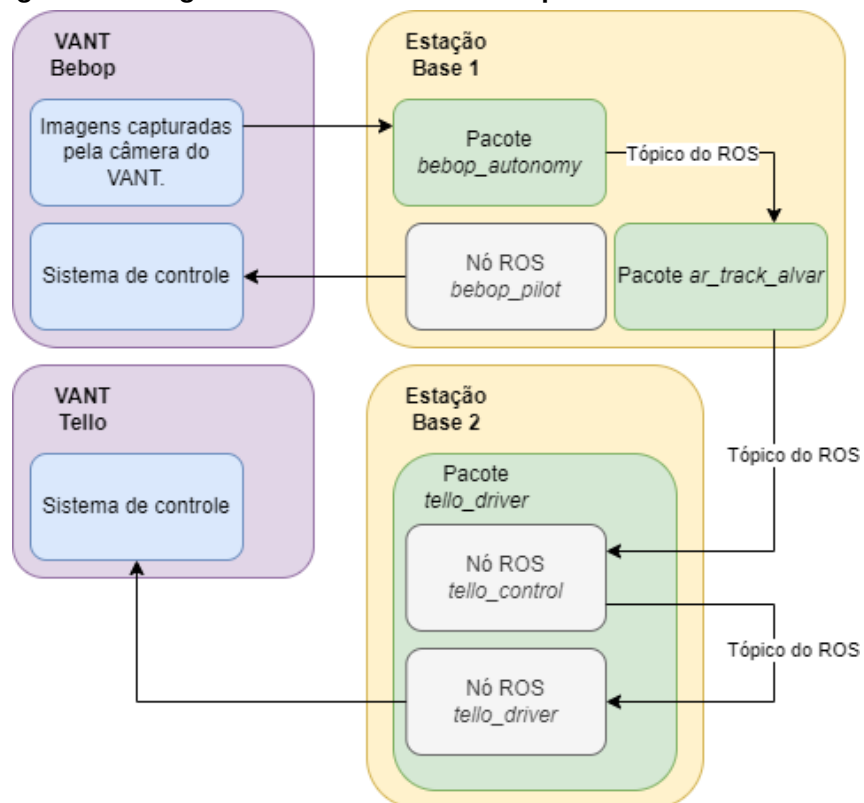 VANT
Bebop
Imagens capturadas
pela câmera do
VANT.
Sistema de controle
Estação
Base 1
Pacote
bebop_autonomy
Tópico do ROS
Nó ROS
bebop_pilot
Pacote ar_track_alvar
Tópico do ROS
VANT
Tello
Sistema de controle
Estação
Base 2
Pacote
tello_driver
Nó ROS
tello_control
Tópico do ROS
Nó ROS
tello_driver